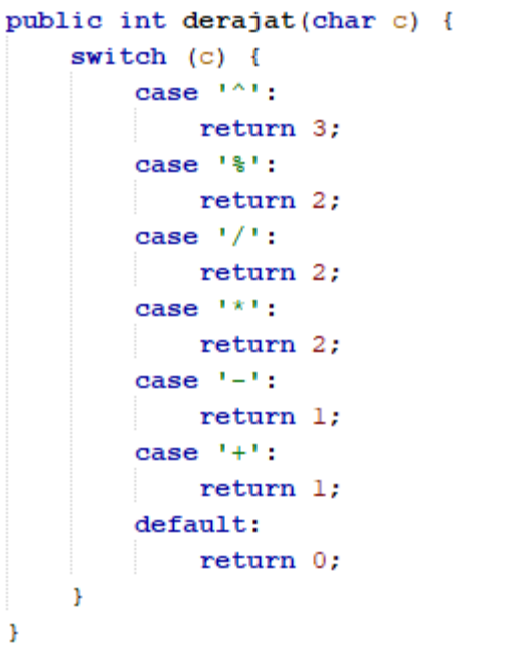 public int derajat(char c) {
    switch (c) {
        case '^':
            return 3;
        case '%':
            return 2;
        case '/':
            return 2;
        case '*':
            return 2;
        case '-':
            return 1;
        case '+':
            return 1;
        default:
            return 0;
    }
}